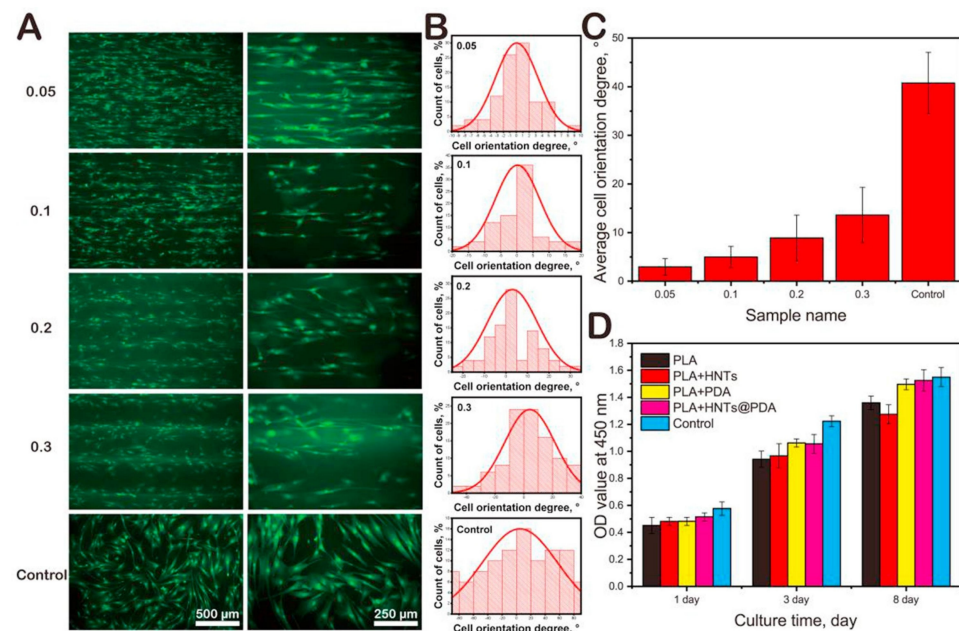 A
0.05
0.1
0.2
0.3
Control
500 µm
250 µm
B
0.05
Count of cells, %
Cell orientation degree, °
0.1
Count of cells, %
Cell orientation degree, °
0.2
Count of cells, %
Cell orientation degree, °
0.3
Count of cells, %
Cell orientation degree, °
Control
Count of cells, %
Cell orientation degree, °
C
Average cell orientation degree, °
50
40
30
20
10
0
0.05 0.1 0.2 0.3 Control
Sample name
D
OD value at 450 nm
1.8
1.6
1.4
1.2
1.0
0.8
0.6
0.4
0.2
0.0
PLA
PLA+HNTs
PLA+PDA
PLA+HNTs@PDA
Control
1 day 3 day 8 day
Culture time, day